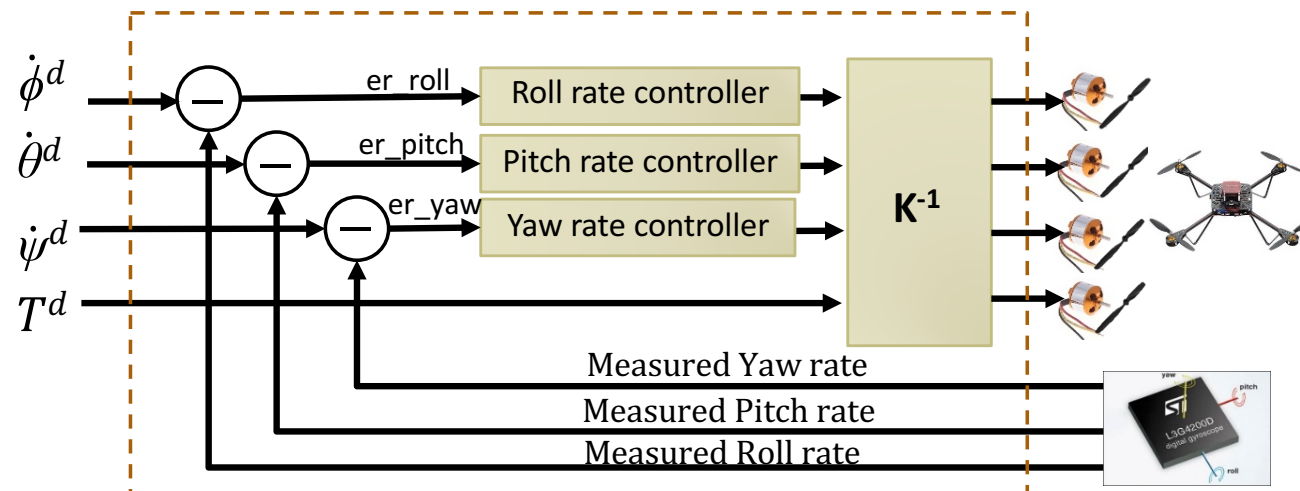 ϕ̇ᵈ
er_roll
Roll rate controller
θ̇ᵈ
er_pitch
Pitch rate controller
er_yaw
Yaw rate controller
K⁻¹
ψ̇ᵈ
Tᵈ
Measured Yaw rate
Measured Pitch rate
Measured Roll rate
yaw
pitch
L3G4200D
digital gyroscope
roll